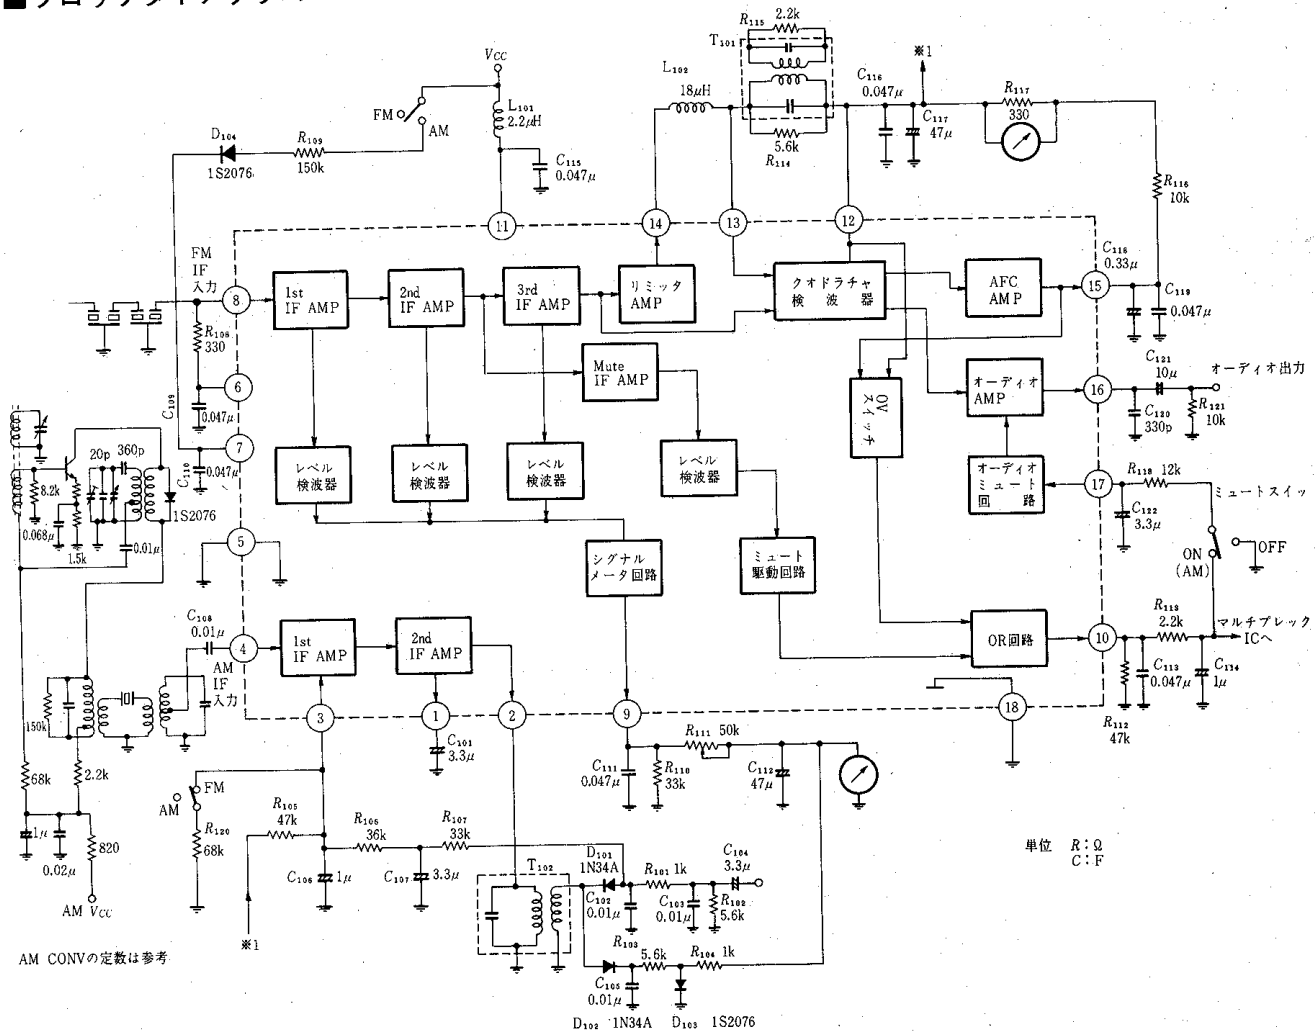 ■ブロックダイアグラム
R115 2.2k
T101
※1
VCC
L102
18μH
C116
0.047μ
R117
330
C117
47μ
FM
AM
L101
2.2μH
D104
1S2076
R109
150k
C115
0.047μ
5.6k
R114
R116
10k
11
14
13
12
FM
IF
入力
8
1st
IF AMP
2nd
IF AMP
3rd
IF AMP
リミッタ
AMP
クオドラチャ
検波器
AFC
AMP
15
C118
0.33μ
C119
0.047μ
R108
330
6
C109
0.047μ
Mute
IF AMP
OV
スイッチ
オーディオ
AMP
16
C121
10μ
オーディオ出力
C120
330p
R121
10k
7
C110
0.047μ
20p
360p
8.2k
1S2076
0.068μ
1.5k
0.01μ
レベル
検波器
レベル
検波器
レベル
検波器
レベル
検波器
オーディオ
ミュート
回路
17
R118 12k
ミュートスイッ
C122
3.3μ
5
シグナル
メータ回路
ミュート
駆動回路
ON
(AM)
OFF
C108
0.01μ
4
AM
IF
入力
1st
IF AMP
2nd
IF AMP
OR回路
10
R113
2.2k
マルチプレック
ICへ
C113
0.047μ
C114
1μ
R112
47k
150k
3
1
2
9
18
C101
3.3μ
R111 50k
C111
0.047μ
R110
33k
C112
47μ
68k
2.2k
AM
FM
R120
68k
R105
47k
R106
36k
R107
33k
1μ
0.02μ
820
AM VCC
C106
1μ
C107
3.3μ
T102
D101
1N34A
C102
0.01μ
R101 1k
C103
0.01μ
C104
3.3μ
R102
5.6k
単位 R:Ω
C:F
※1
R103
5.6k
R104 1k
C105
0.01μ
AM CONVの定数は参考
D102 1N34A D103 1S2076